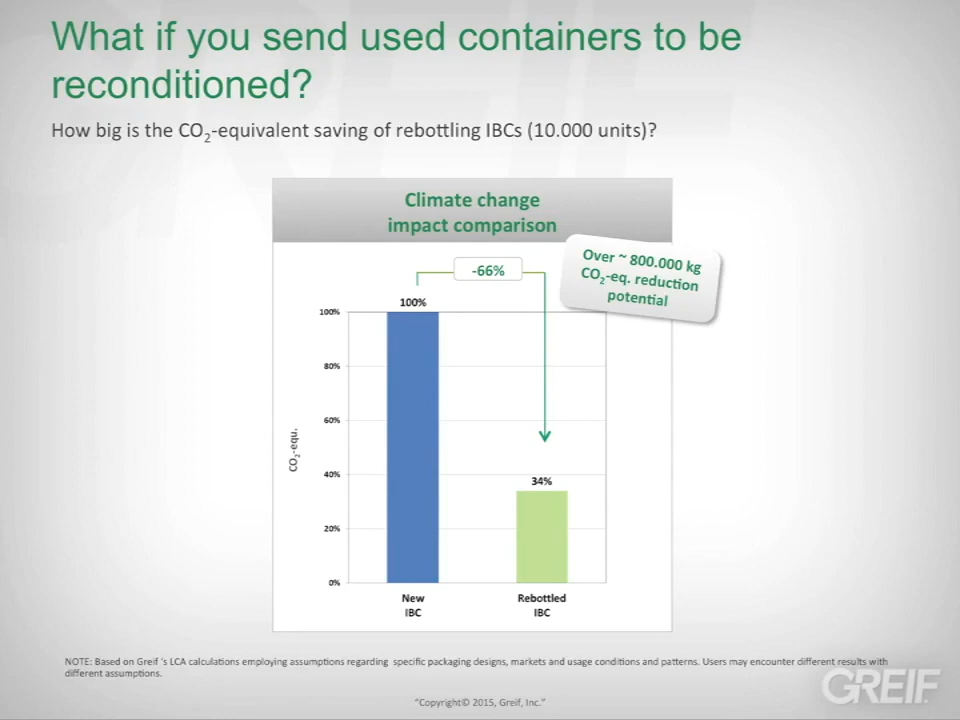 What if you send used containers to be
reconditioned?
How big is the CO₂-equivalent saving of rebottling IBCs (10.000 units)?
Climate change
impact comparison
Over ~ 800.000 kg
CO₂-eq. reduction
potential
-66%
100%
100%
80%
60%
40%
20%
0%
CO₂-equ.
34%
New
IBC
Rebottled
IBC
NOTE: Based on Greif 's LCA calculations employing assumptions regarding specific packaging designs, markets and usage conditions and patterns. Users may encounter different results with
different assumptions.
"Copyright© 2015, Greif, Inc."
GREIF